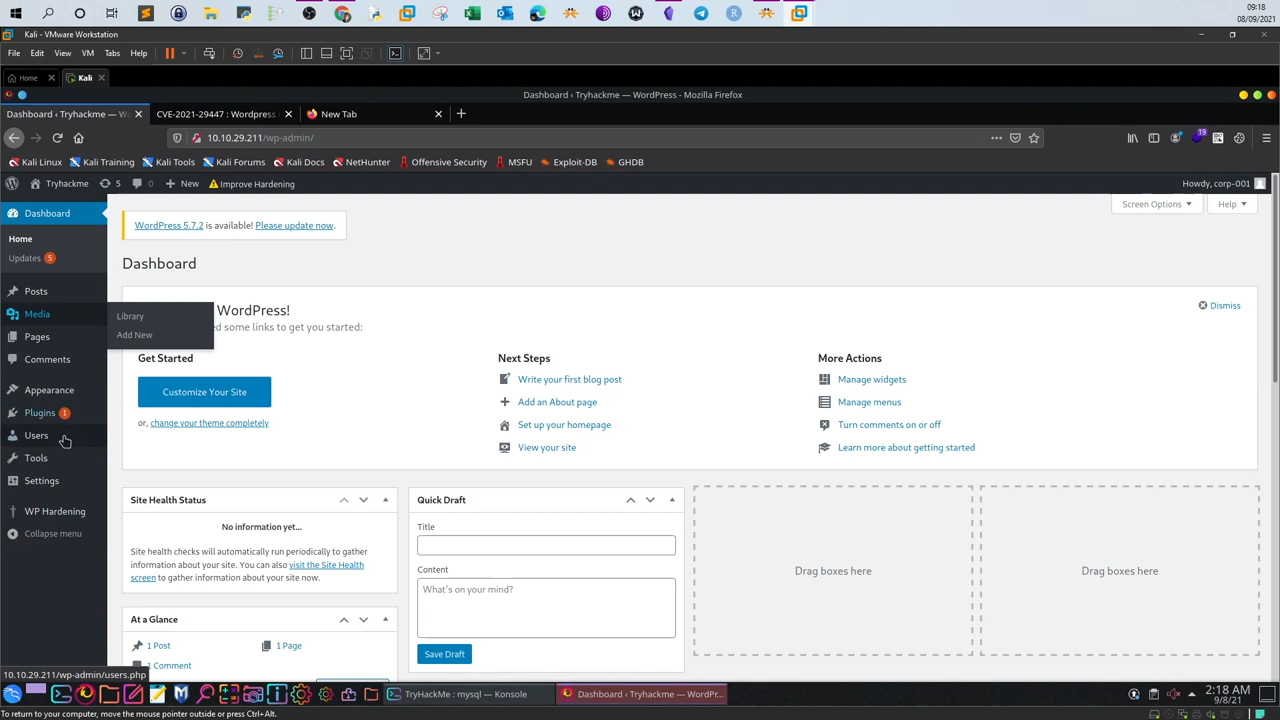 09:18
08/09/2021
Kali - VMware Workstation
File Edit View VM Tabs Help
Home Kali
Dashboard ‹ Tryhackme — WordPress - Mozilla Firefox
Dashboard ‹ Tryhackme — W
CVE-2021-29447 : Wordpress
New Tab
10.10.29.211/wp-admin/
19
Kali Linux Kali Training Kali Tools Kali Forums Kali Docs NetHunter Offensive Security MSFU Exploit-DB GHDB
Tryhackme 5 0 New Improve Hardening Howdy, corp-001
Dashboard
Home
Updates 5
Posts
Media
Pages
Comments
Appearance
Plugins 1
Users
Tools
Settings
WP Hardening
Collapse menu
Library
Add New
Screen Options Help
WordPress 5.7.2 is available! Please update now.
Dashboard
WordPress!
ed some links to get you started:
Dismiss
Get Started
Customize Your Site
or, change your theme completely
Next Steps
Write your first blog post
Add an About page
Set up your homepage
View your site
More Actions
Manage widgets
Manage menus
Turn comments on or off
Learn more about getting started
Site Health Status
No information yet...
Site health checks will automatically run periodically to gather
information about your site. You can also visit the Site Health
screen to gather information about your site now.
At a Glance
1 Post 1 Page
1 Comment
Quick Draft
Title
Content
What's on your mind?
Save Draft
Drag boxes here
Drag boxes here
10.10.29.211/wp-admin/users.php
TryHackMe : mysql — Konsole
Dashboard ‹ Tryhackme — WordPr...
2:18 AM
9/8/21
To return to your computer, move the mouse pointer outside or press Ctrl+Alt.